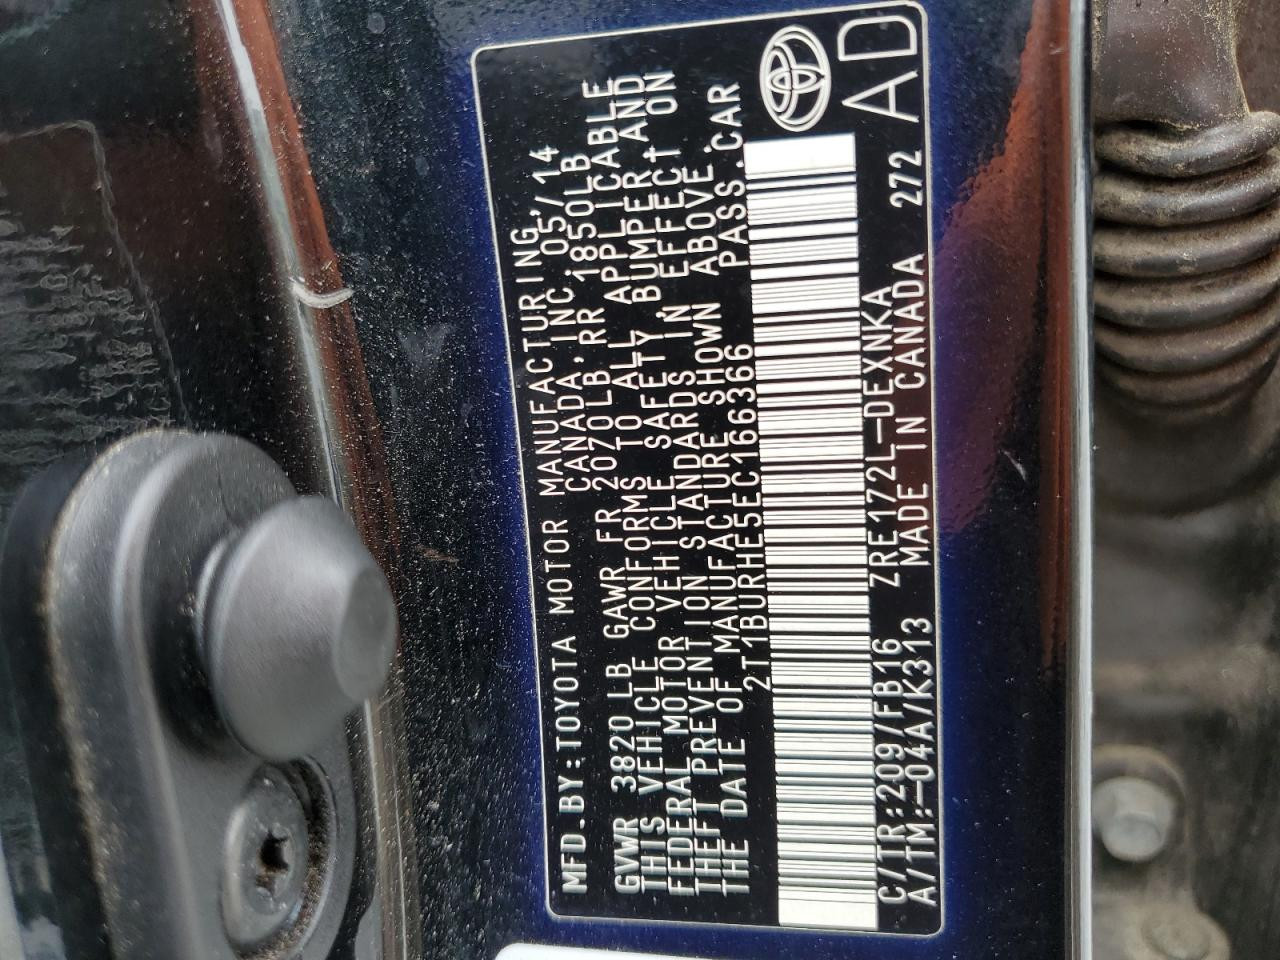 MFD.BY:TOYOTA MOTOR MANUFACTURING,
CANADA, INC. 05/14
GVWR 3820LB GAWR FR 2070LB, RR 1850LB
THIS VEHICLE CONFORMS TO ALL APPLICABLE
FEDERAL MOTOR VEHICLE SAFETY, BUMPER, AND
THEFT PREVENTION STANDARDS IN EFFECT ON
THE DATE OF MANUFACTURE SHOWN ABOVE.
2T1BURHE5EC166366 PASS.CAR
C/TR:209/FB16 ZRE172L-DEXNKA
A/TM:-04A/K313 MADE IN CANADA 272 AD